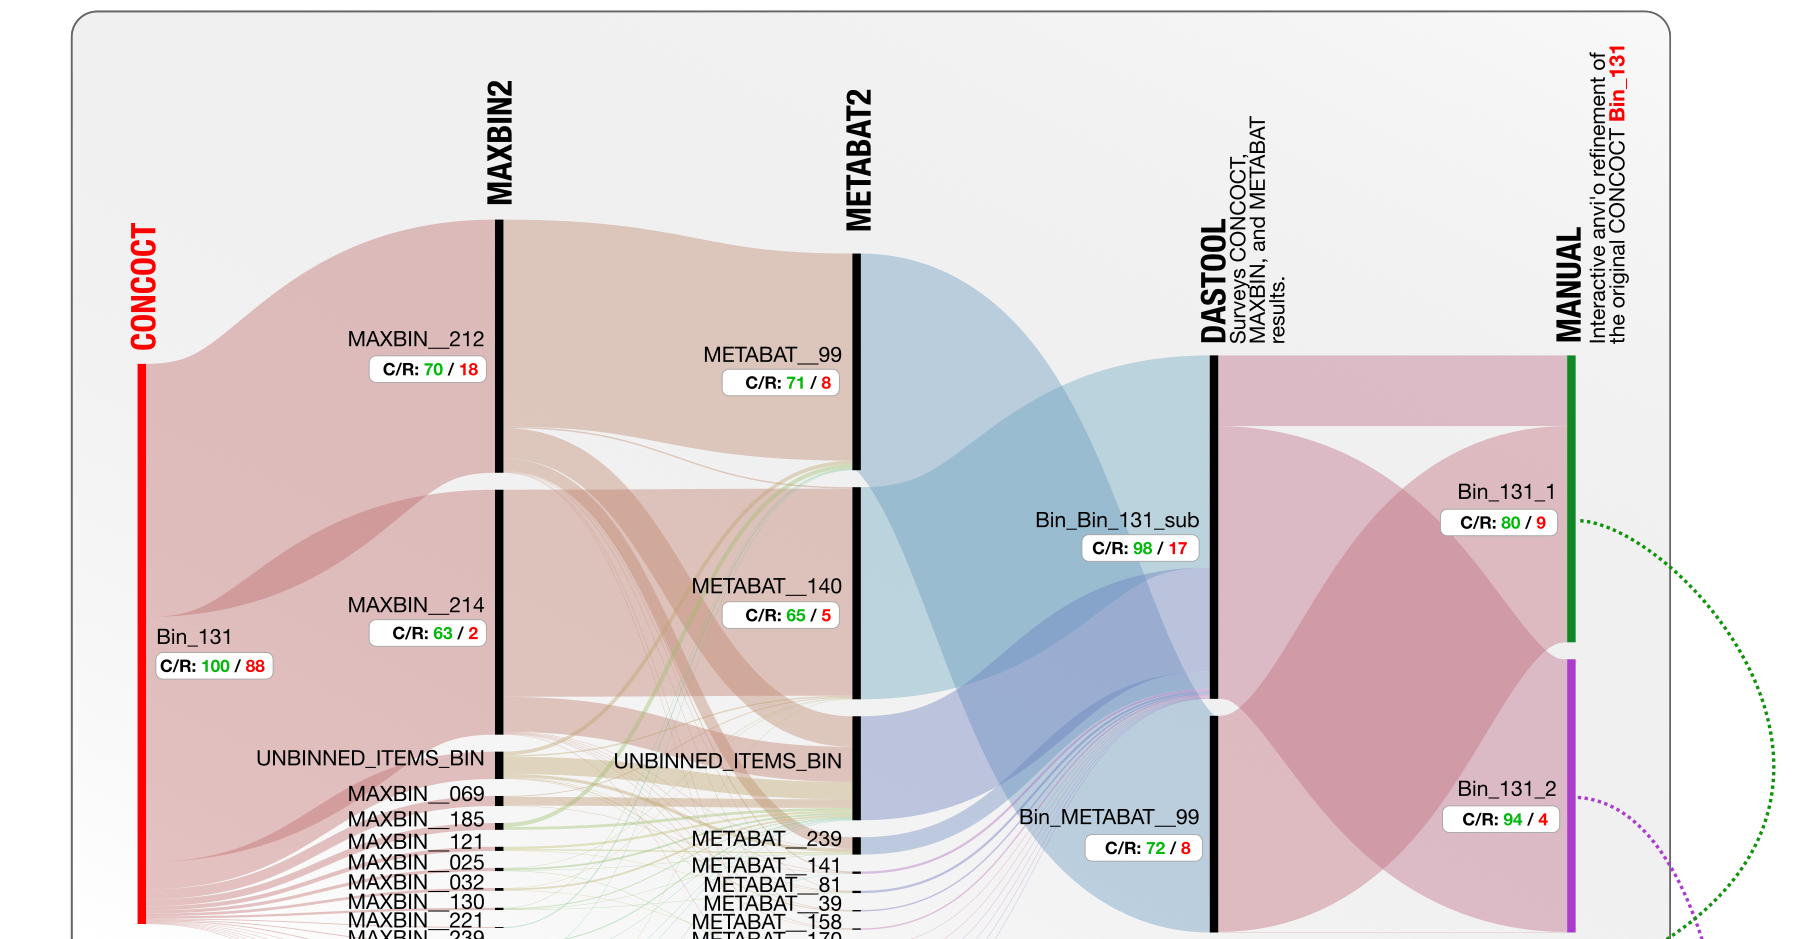 CONCOCT
Bin_131
C/R: 100 / 88
MAXBIN2
MAXBIN__212
C/R: 70 / 18
MAXBIN__214
C/R: 63 / 2
UNBINNED_ITEMS_BIN
MAXBIN__069
MAXBIN__185
MAXBIN__121
MAXBIN__025
MAXBIN__032
MAXBIN__130
MAXBIN__221
MAXBIN__239
METABAT2
METABAT__99
C/R: 71 / 8
METABAT__140
C/R: 65 / 5
UNBINNED_ITEMS_BIN
METABAT__239
METABAT__141
METABAT__81
METABAT__39
METABAT__158
METABAT__170
DASTOOL
Surveys CONCOCT,
MAXBIN, and METABAT
results.
Bin_Bin_131_sub
C/R: 98 / 17
Bin_METABAT__99
C/R: 72 / 8
MANUAL
Interactive anvi'o refinement of
the original CONCOCT Bin_131
Bin_131_1
C/R: 80 / 9
Bin_131_2
C/R: 94 / 4